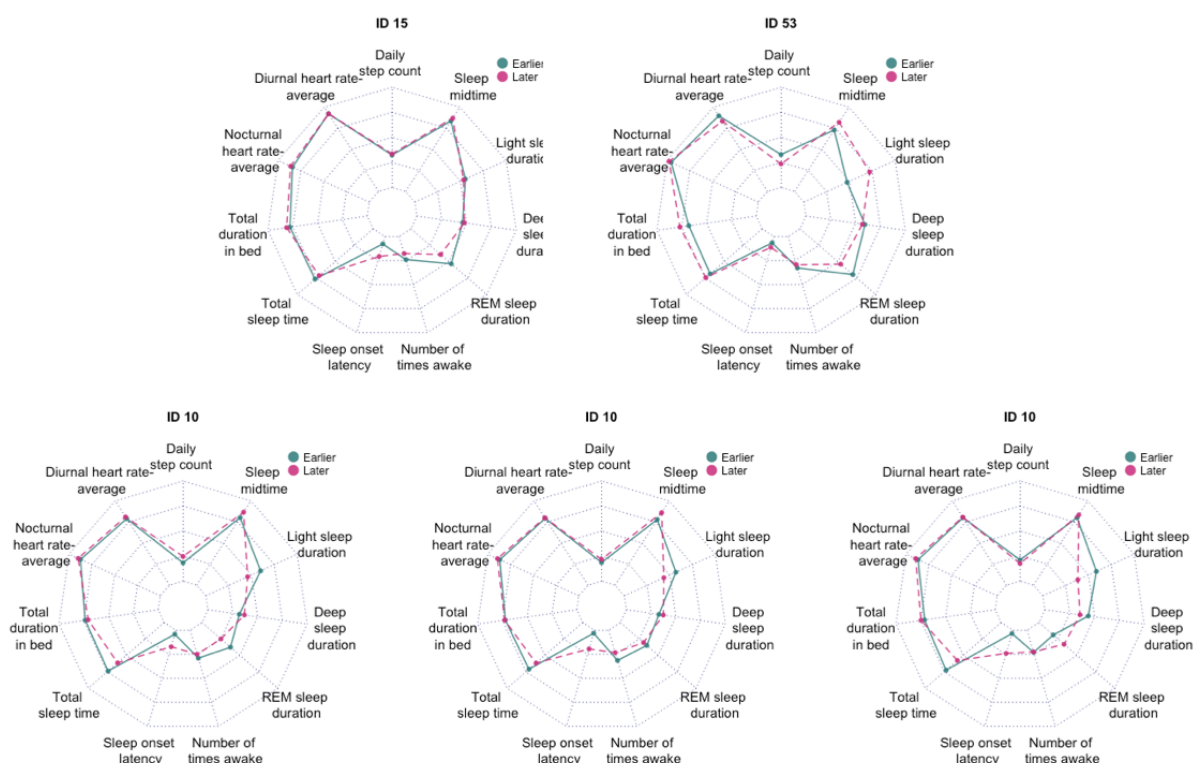 ID 15
Daily
step count
Earlier
Later
Diurnal heart rate-
average
Sleep
midtime
Nocturnal
heart rate-
average
Light sleep
Total
duration
in bed
sleep
Total
sleep time
REM sleep
duration
Sleep onset
latency
Number of
times awake
ID 53
Daily
step count
Earlier
Later
Diurnal heart rate-
average
Sleep
midtime
Nocturnal
heart rate-
average
Light sleep
duration
Total
duration
in bed
Deep
sleep
duration
Total
sleep time
REM sleep
duration
Sleep onset
latency
Number of
times awake
ID 10
Daily
step count
Earlier
Later
Diurnal heart rate-
average
Sleep
midtime
Nocturnal
heart rate-
average
Light sleep
duration
Total
duration
in bed
Deep
sleep
duration
Total
sleep time
REM sleep
duration
Sleep onset
latency
Number of
times awake
ID 10
Daily
step count
Earlier
Later
Diurnal heart rate-
average
Sleep
midtime
Nocturnal
heart rate-
average
Light sleep
duration
Total
duration
in bed
Deep
sleep
duration
Total
sleep time
REM sleep
duration
Sleep onset
latency
Number of
times awake
ID 10
Daily
step count
Earlier
Later
Diurnal heart rate-
average
Sleep
midtime
Nocturnal
heart rate-
average
Light sleep
duration
Total
duration
in bed
Deep
sleep
duration
Total
sleep time
REM sleep
duration
Sleep onset
latency
Number of
times awake